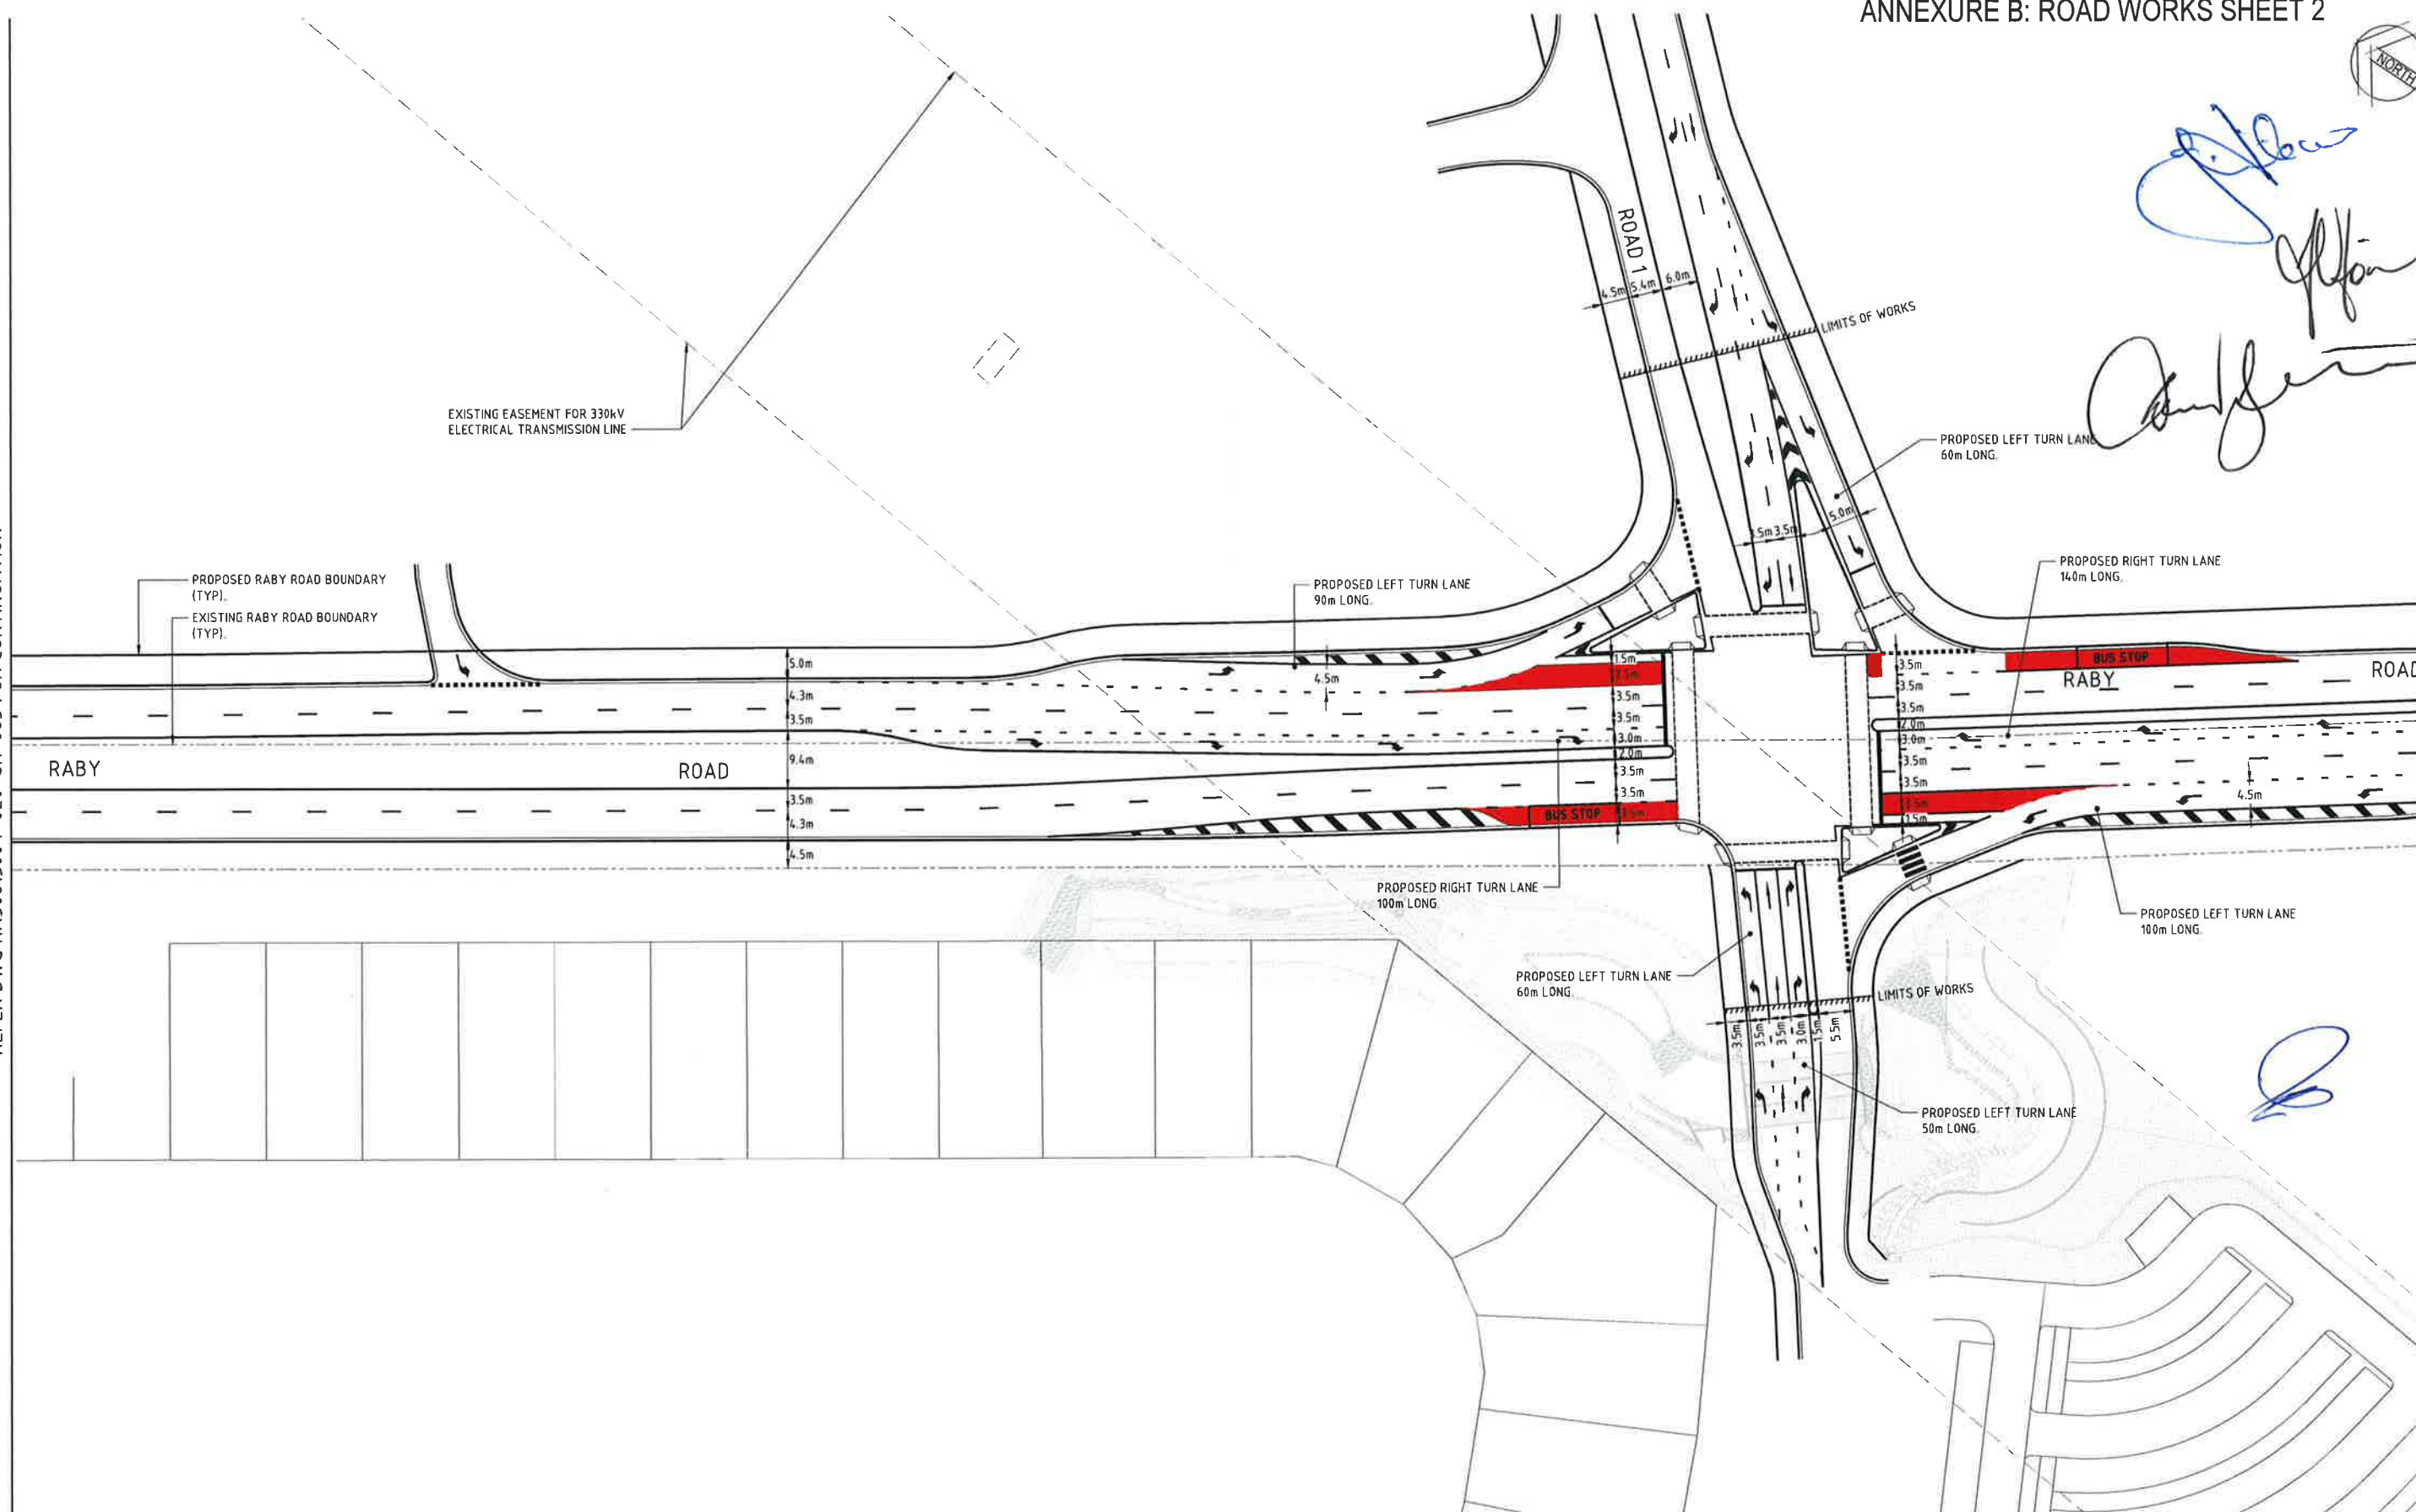 ANNEXURE B: ROAD WORKS SHEET 2
NORTH
ROAD 1
4.5m 5.4m 6.0m
LIMITS OF WORKS
EXISTING EASEMENT FOR 330kV
ELECTRICAL TRANSMISSION LINE
PROPOSED LEFT TURN LANE
60m LONG.
5.0m
3.5m
PROPOSED RABY ROAD BOUNDARY
(TYP).
EXISTING RABY ROAD BOUNDARY
(TYP).
PROPOSED LEFT TURN LANE
90m LONG.
PROPOSED RIGHT TURN LANE
140m LONG.
5.0m
4.3m
3.5m
9.4m
3.5m
4.3m
4.5m
4.5m
1.5m
3.5m
3.5m
3.0m
2.0m
3.5m
3.5m
BUS STOP
3.5m
3.5m
3.5m
2.0m
3.0m
3.5m
3.5m
1.5m
BUS STOP
RABY
ROAD
4.5m
RABY
ROAD
PROPOSED RIGHT TURN LANE
100m LONG.
PROPOSED LEFT TURN LANE
100m LONG.
PROPOSED LEFT TURN LANE
60m LONG.
LIMITS OF WORKS
3.5m
3.5m
3.5m
3.0m
1.5m
5.5m
PROPOSED LEFT TURN LANE
50m LONG.